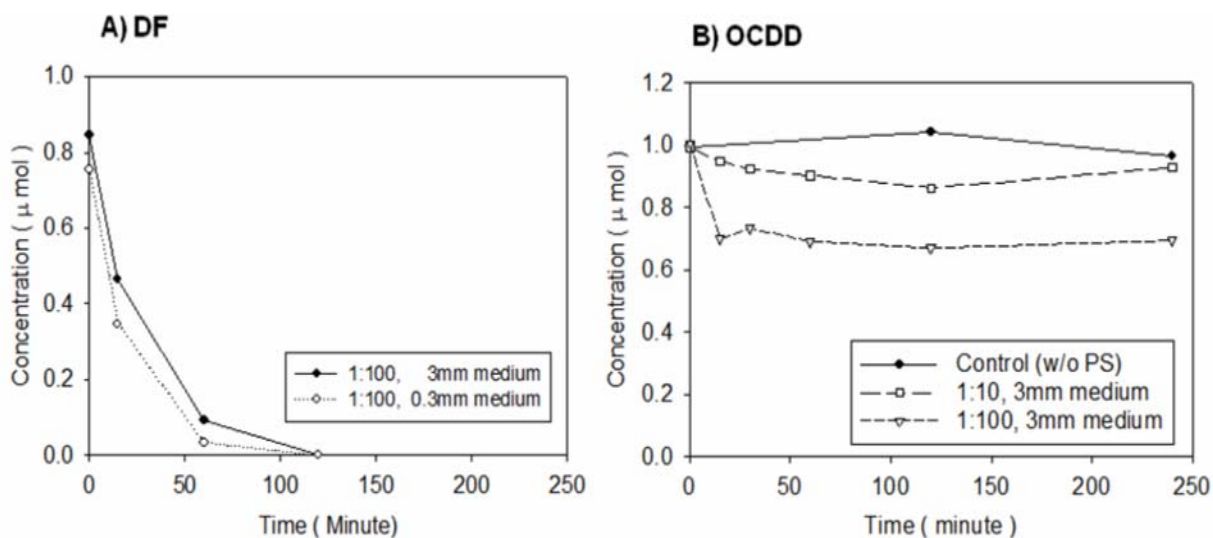 A) DF
Concentration ( μ mol )
1.0
0.8
0.6
0.4
0.2
0.0
1:100, 3mm medium
1:100, 0.3mm medium
0 50 100 150 200 250
Time ( Minute)
B) OCDD
Concentration ( μ mol )
1.2
1.0
0.8
0.6
0.4
0.2
0.0
Control (w/o PS)
1:10, 3mm medium
1:100, 3mm medium
0 50 100 150 200 250
Time ( minute )